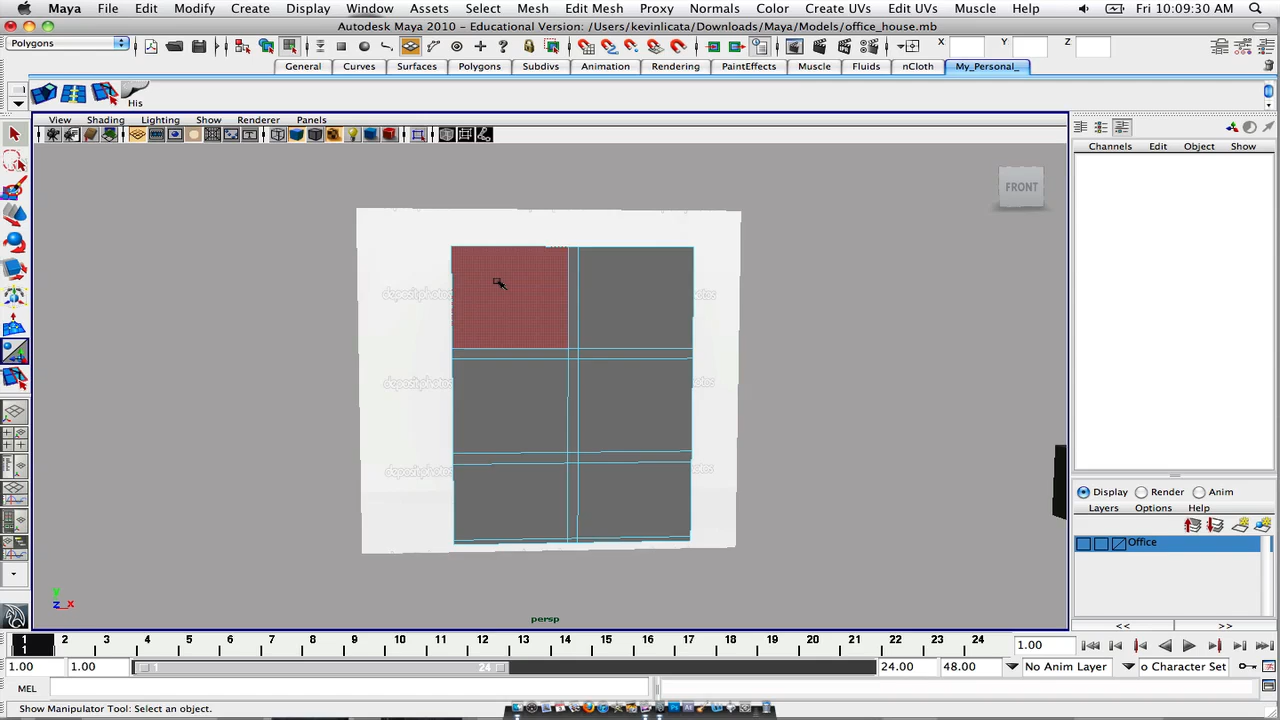 Maya File Edit Modify Create Display Window Assets Select Mesh Edit Mesh Proxy Normals Color Create UVs Edit UVs Muscle Help Fri 10:09:30 AM
Autodesk Maya 2010 - Educational Version: /Users/kevinlicata/Downloads/Maya/Models/office_house.mb
Polygons X Y Z
General Curves Surfaces Polygons Subdivs Animation Rendering PaintEffects Muscle Fluids nCloth My_Personal_
His
View Shading Lighting Show Renderer Panels
Channels Edit Object Show
FRONT
depositphotos
depositphotos
depositphotos
Display Render Anim
Layers Options Help
Office
y
z x
persp
<< >>
1 2 3 4 5 6 7 8 9 10 11 12 13 14 15 16 17 18 19 20 21 22 23 24
1 1.00
1.00 1.00 1 24 24.00 48.00 No Anim Layer o Character Set
MEL
Show Manipulator Tool: Select an object.